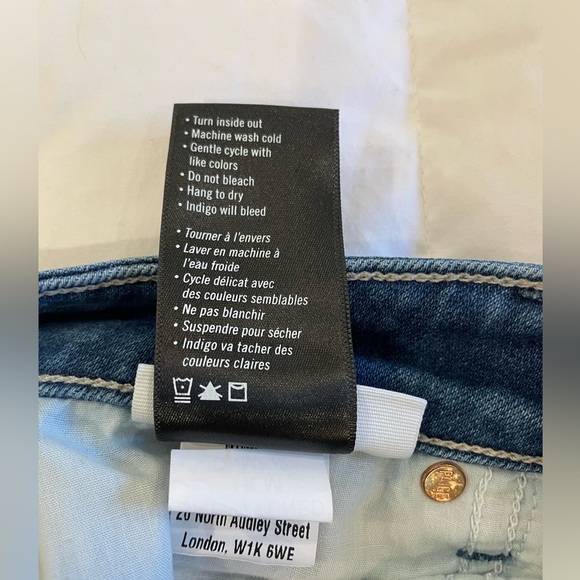 • Turn inside out
• Machine wash cold
• Gentle cycle with
like colors
• Do not bleach
• Hang to dry
• Indigo will bleed
• Tourner à l'envers
• Laver en machine à
l'eau froide
• Cycle délicat avec
des couleurs semblables
• Ne pas blanchir
• Suspendre pour sécher
• Indigo va tacher des
couleurs claires
20 North Audley Street
London, W1K 6WE